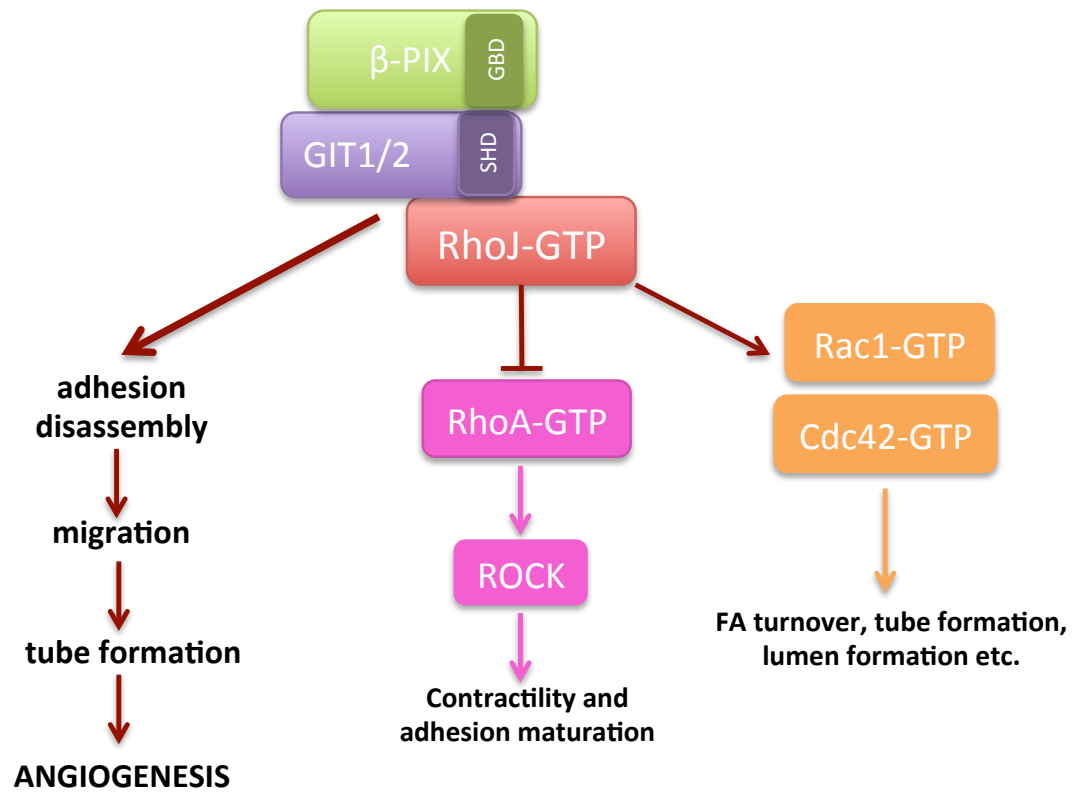 β-PIX
GBD
GIT1/2
SHD
RhoJ-GTP
adhesion
disassembly
migration
tube formation
ANGIOGENESIS
RhoA-GTP
ROCK
Contractility and
adhesion maturation
Rac1-GTP
Cdc42-GTP
FA turnover, tube formation,
lumen formation etc.